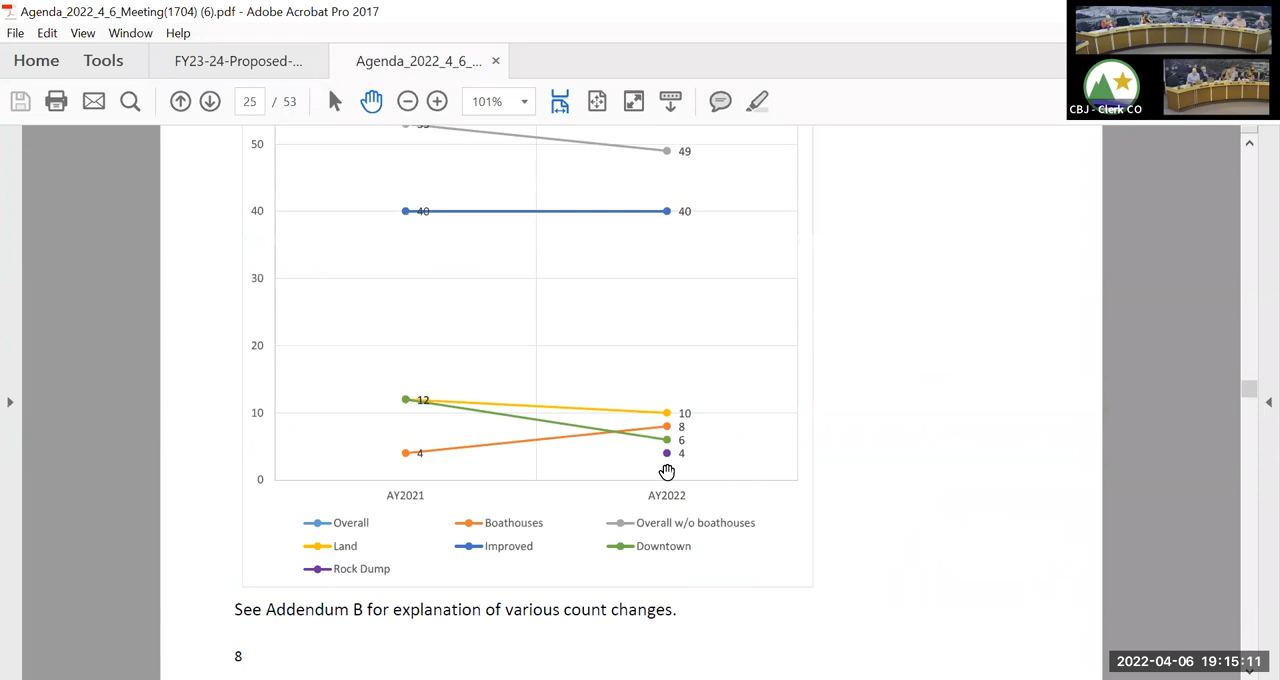 Agenda_2022_4_6_Meeting(1704) (6).pdf - Adobe Acrobat Pro 2017
File Edit View Window Help
Home Tools FY23-24-Proposed-... Agenda_2022_4_6_... ×
25 / 53 101%
CBJ - Clerk CO
50 49
40 40 40
30
20
12
10 10
8
6
4 4
0
AY2021 AY2022
Overall Boathouses Overall w/o boathouses
Land Improved Downtown
Rock Dump
See Addendum B for explanation of various count changes.
8
2022-04-06 19:15:11